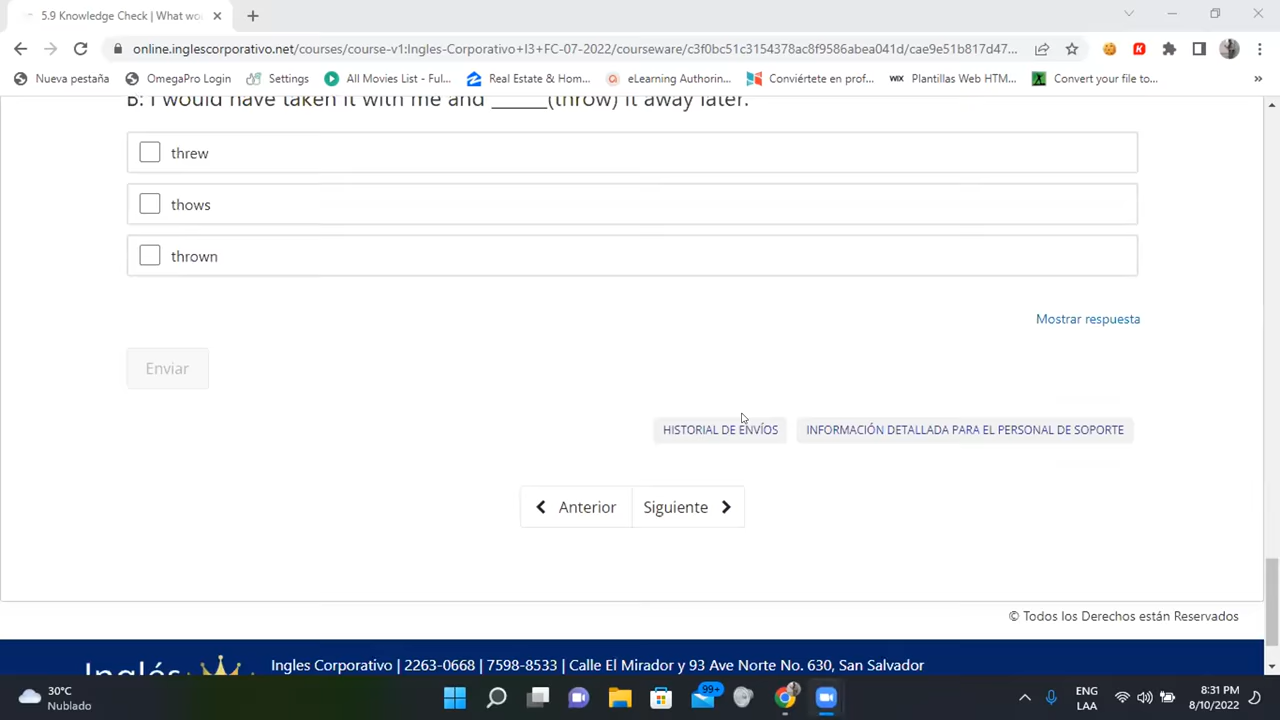 5.9 Knowledge Check | What wo
online.inglescorporativo.net/courses/course-v1:Ingles-Corporativo+I3+FC-07-2022/courseware/c3f0bc51c3154378ac8f9586abea041d/cae9e51b817d47...
Nueva pestaña OmegaPro Login Settings All Movies List - Ful... Real Estate & Hom... eLearning Authorin... Conviértete en prof... WIX Plantillas Web HTM... Convert your file to... »
B: I would have taken it with me and ______(throw) it away later.
threw
thows
thrown
Mostrar respuesta
Enviar
HISTORIAL DE ENVÍOS INFORMACIÓN DETALLADA PARA EL PERSONAL DE SOPORTE
Anterior Siguiente
© Todos los Derechos están Reservados
Inglés Ingles Corporativo | 2263-0668 | 7598-8533 | Calle El Mirador y 93 Ave Norte No. 630, San Salvador
30°C
Nublado
99+
ENG
LAA
8:31 PM
8/10/2022